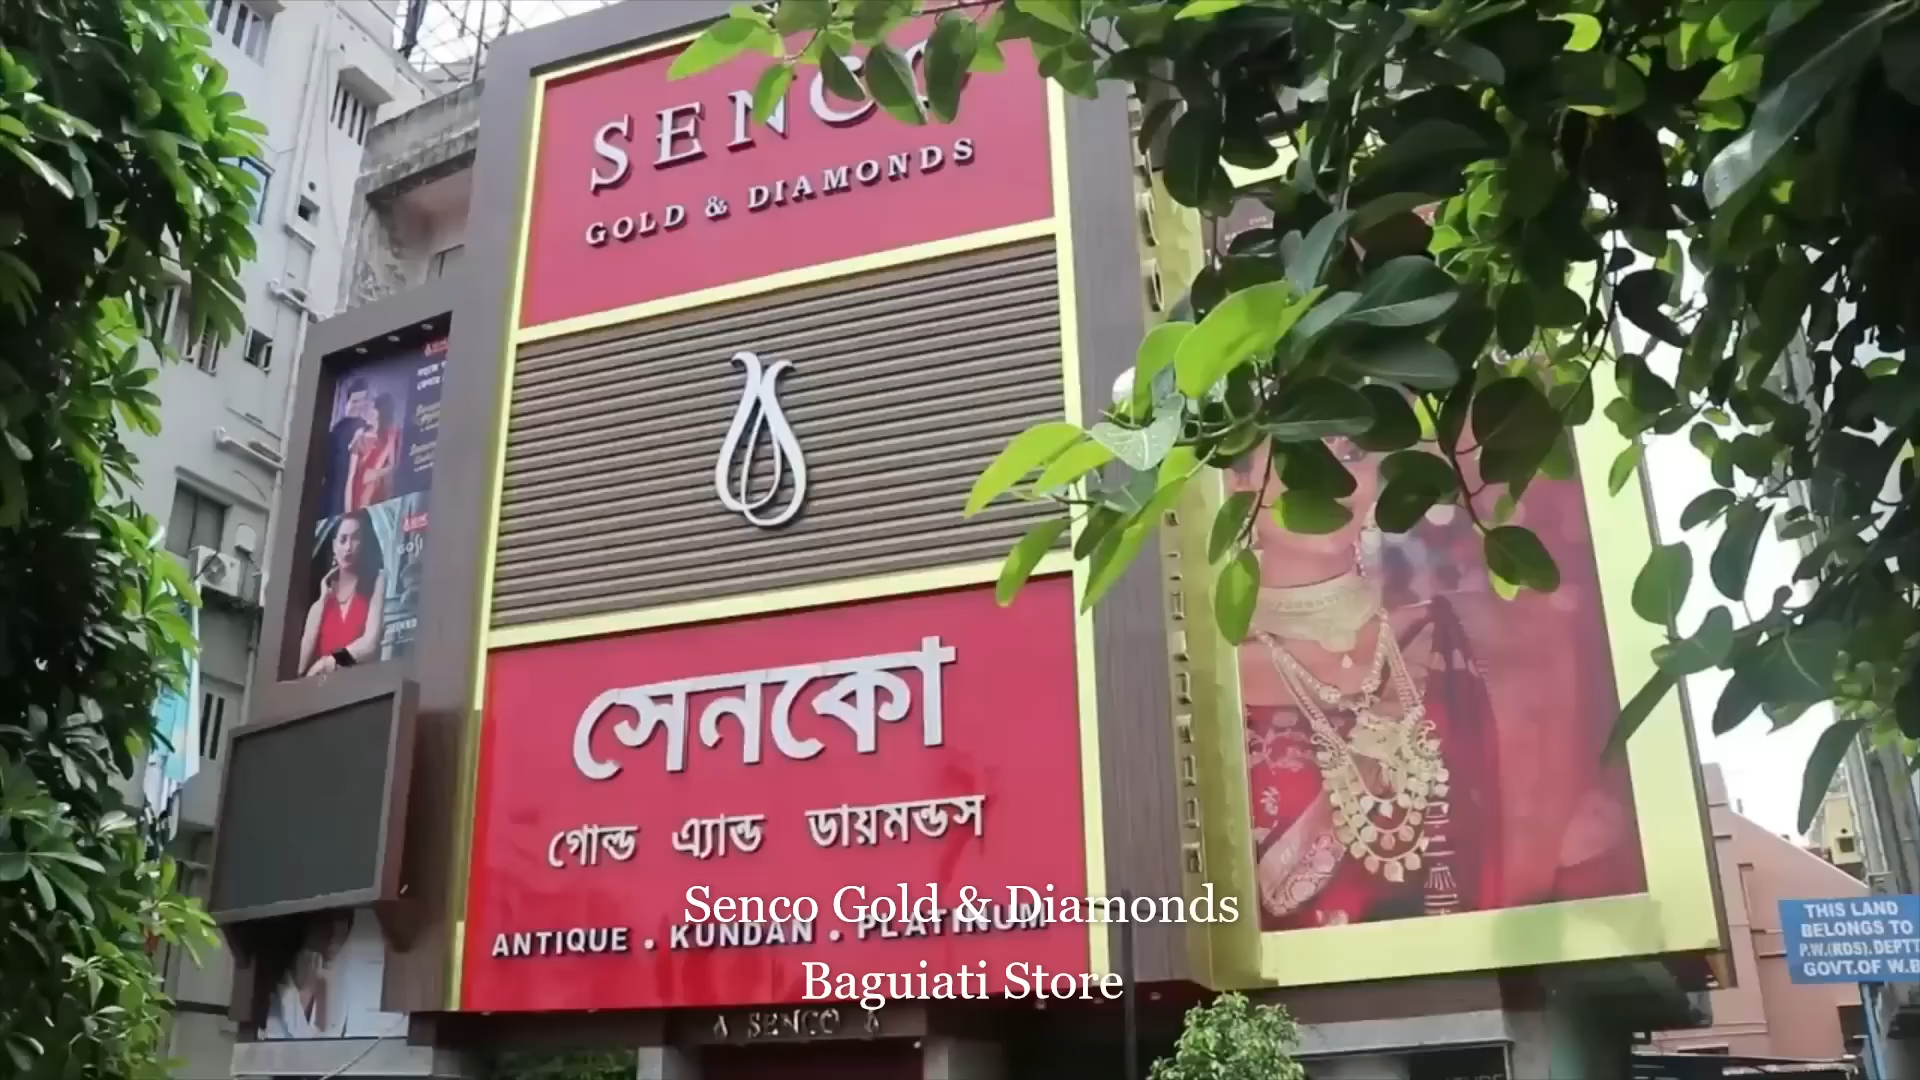 SENCO
GOLD & DIAMONDS
সেনকো
গোল্ড এ্যান্ড ডায়মন্ডস
ANTIQUE . KUNDAN . PLATINUM
Senco Gold & Diamonds
Baguiati Store
SENCO
THIS LAND
BELONGS TO
P.W.(RDS).DEPTT
GOVT.OF W.B